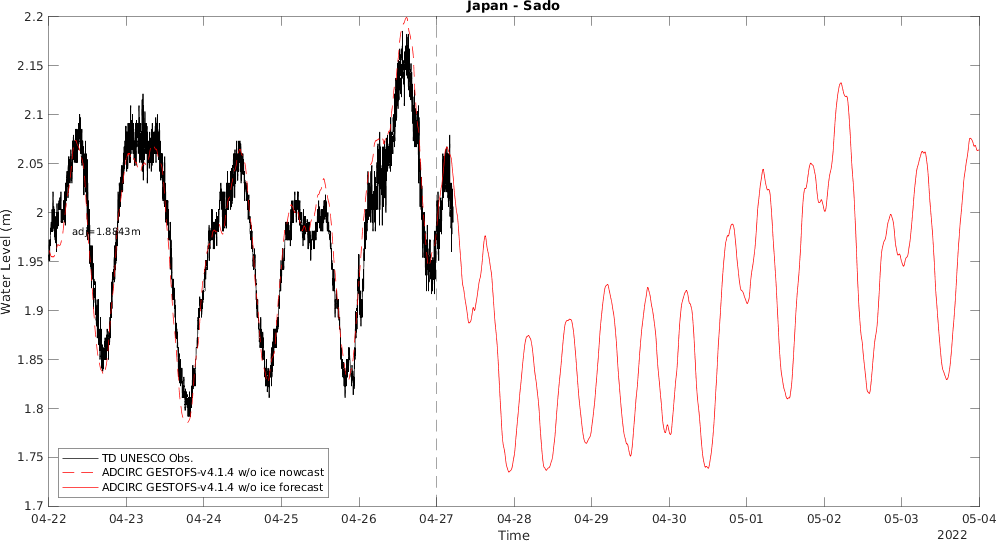 Japan - Sado
2.2
2.15
2.1
2.05
2
1.95
1.9
1.85
1.8
1.75
1.7
Water Level (m)
adj=1.8843m
TD UNESCO Obs.
ADCIRC GESTOFS-v4.1.4 w/o ice nowcast
ADCIRC GESTOFS-v4.1.4 w/o ice forecast
04-22 04-23 04-24 04-25 04-26 04-27 04-28 04-29 04-30 05-01 05-02 05-03 05-04
Time
2022